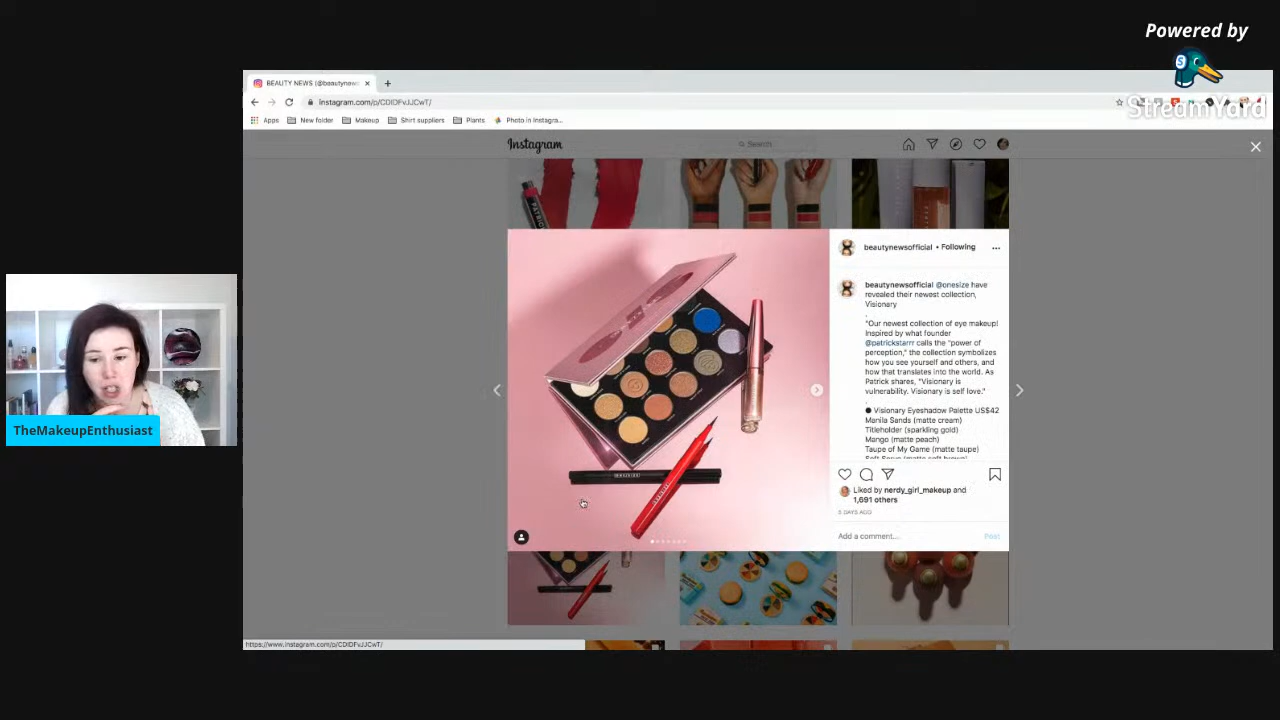 Powered by
StreamYard
BEAUTY NEWS (@beautynews
instagram.com/p/CDIDFvJJCwT/
Apps
New folder
Makeup
Shirt suppliers
Plants
Photo in Instagra...
Instagram
Search
beautynewsofficial • Following
beautynewsofficial @onesize have
revealed their newest collection,
Visionary
.
"Our newest collection of eye makeup!
Inspired by what founder
@patrickstarrr calls the "power of
perception," the collection symbolizes
how you see yourself and others, and
how that translates into the world. As
Patrick shares, "Visionary is
vulnerability. Visionary is self love."
.
● Visionary Eyeshadow Palette US$42
Manila Sands (matte cream)
Titleholder (sparkling gold)
Mango (matte peach)
Taupe of My Game (matte taupe)
Liked by nerdy_girl_makeup and
1,691 others
5 DAYS AGO
Add a comment...
Post
TheMakeupEnthusiast
https://www.instagram.com/p/CDIDFvJJCwT/